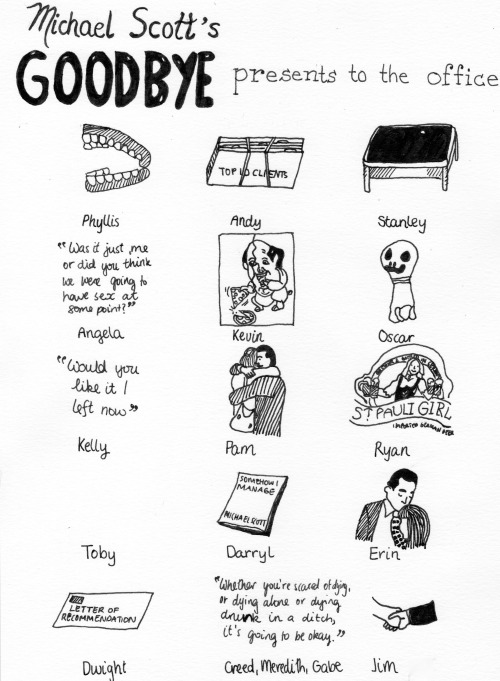 Michael Scott's
GOODBYE presents to the office
TOP 10 CLIENTS
Phyllis Andy Stanley
"Was it just me
or did you think
we were going to
have sex at
some point?"
Angela Kevin Oscar
"Would you
like it I
left now"
ST PAULI GIRL
IMPORTED GERMAN BEER
Kelly Pam Ryan
SOMEHOW I
MANAGE
MICHAEL SCOTT
Toby Darryl Erin
LETTER OF
RECOMMENDATION
"Whether you're scared of dying,
or dying alone or dying
drunk in a ditch,
it's going to be okay."
Dwight Creed, Meredith, Gabe Jim